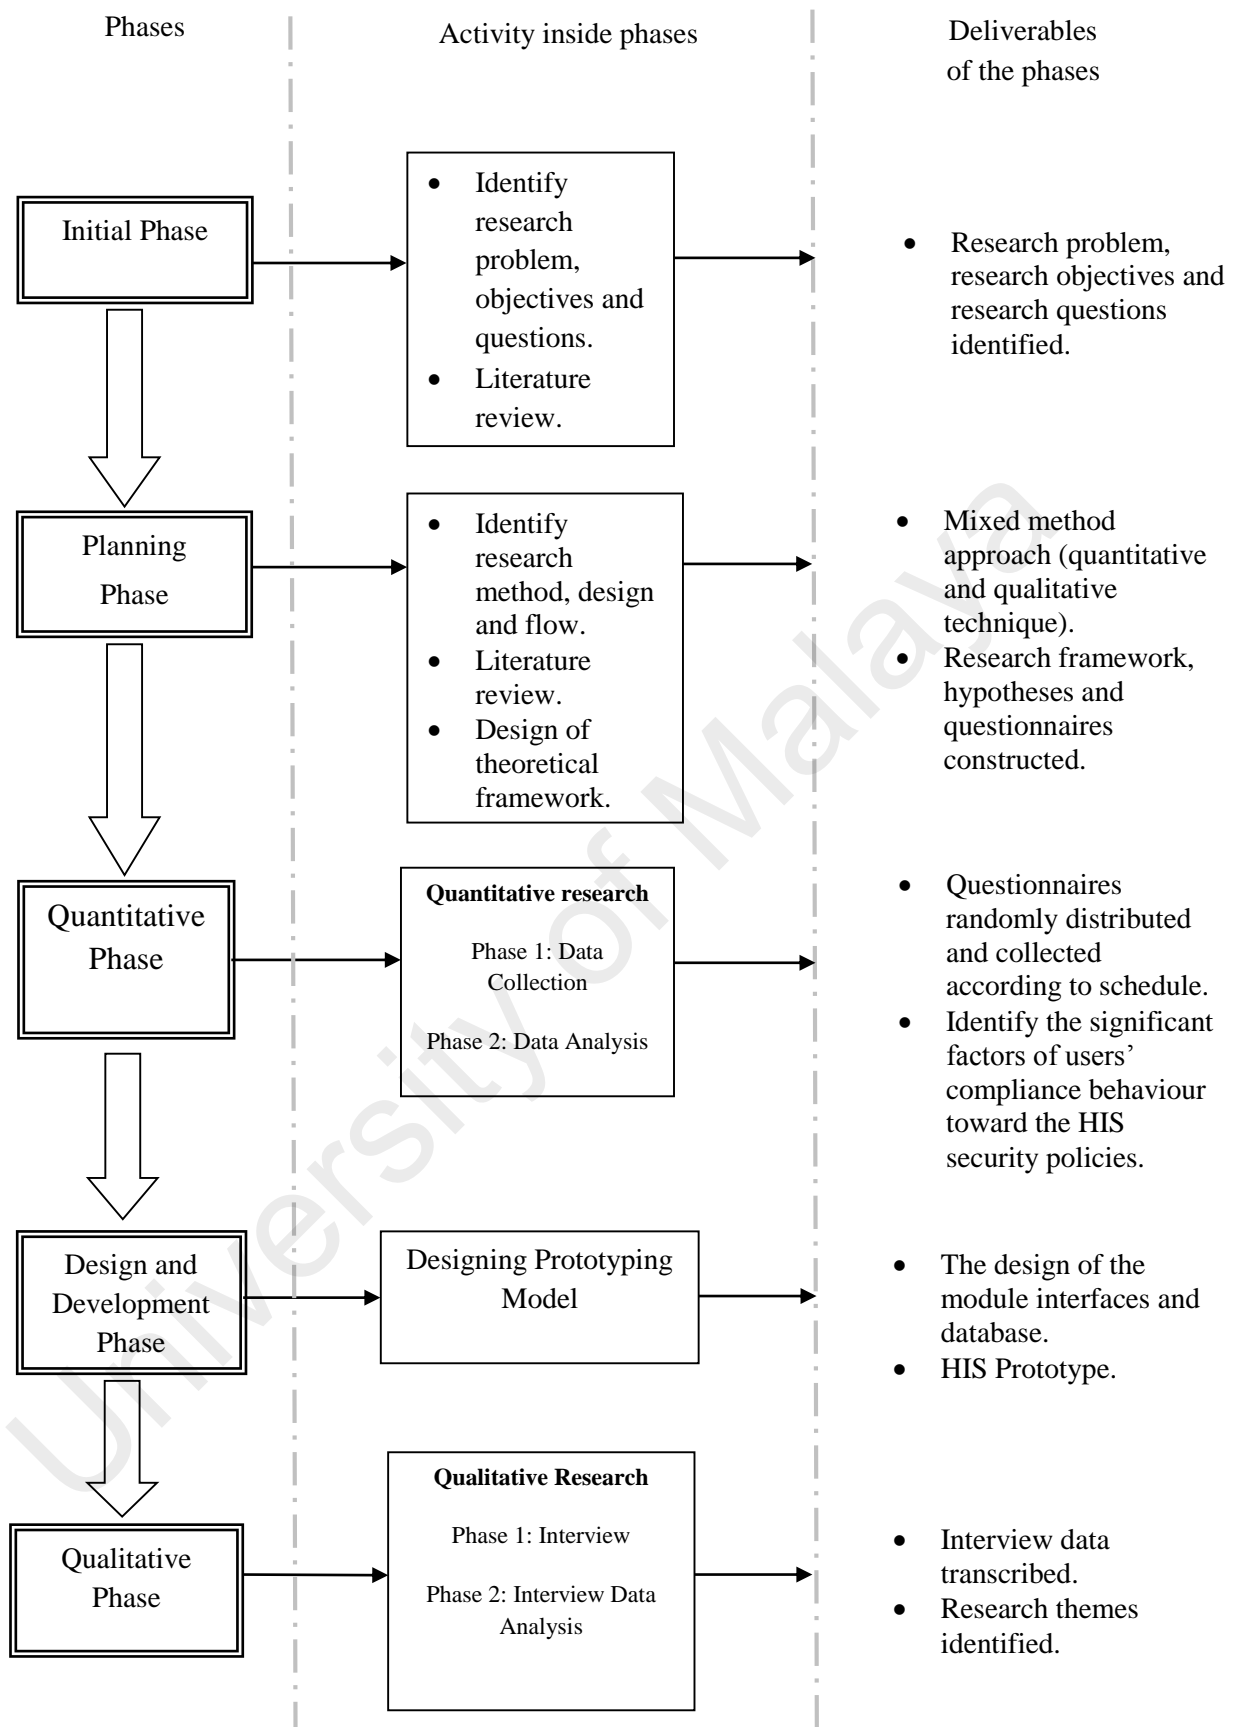 Phases
Activity inside phases
Deliverables
of the phases
Initial Phase
• Identify
research
problem,
objectives and
questions.
• Literature
review.
• Research problem,
research objectives and
research questions
identified.
Planning
Phase
• Identify
research
method, design
and flow.
• Literature
review.
• Design of
theoretical
framework.
• Mixed method
approach (quantitative
and qualitative
technique).
• Research framework,
hypotheses and
questionnaires
constructed.
Quantitative
Phase
Quantitative research
Phase 1: Data
Collection
Phase 2: Data Analysis
• Questionnaires
randomly distributed
and collected
according to schedule.
• Identify the significant
factors of users’
compliance behaviour
toward the HIS
security policies.
Design and
Development
Phase
Designing Prototyping
Model
• The design of the
module interfaces and
database.
• HIS Prototype.
Qualitative
Phase
Qualitative Research
Phase 1: Interview
Phase 2: Interview Data
Analysis
• Interview data
transcribed.
• Research themes
identified.
University of Malaya